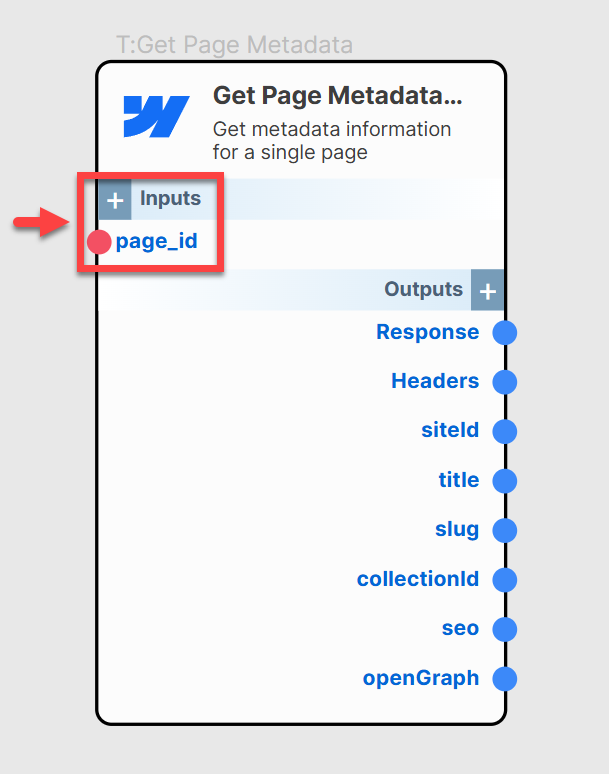 T:Get Page Metadata
Get Page Metadata...
Get metadata information
for a single page
+ Inputs
page_id
Outputs +
Response
Headers
siteId
title
slug
collectionId
seo
openGraph